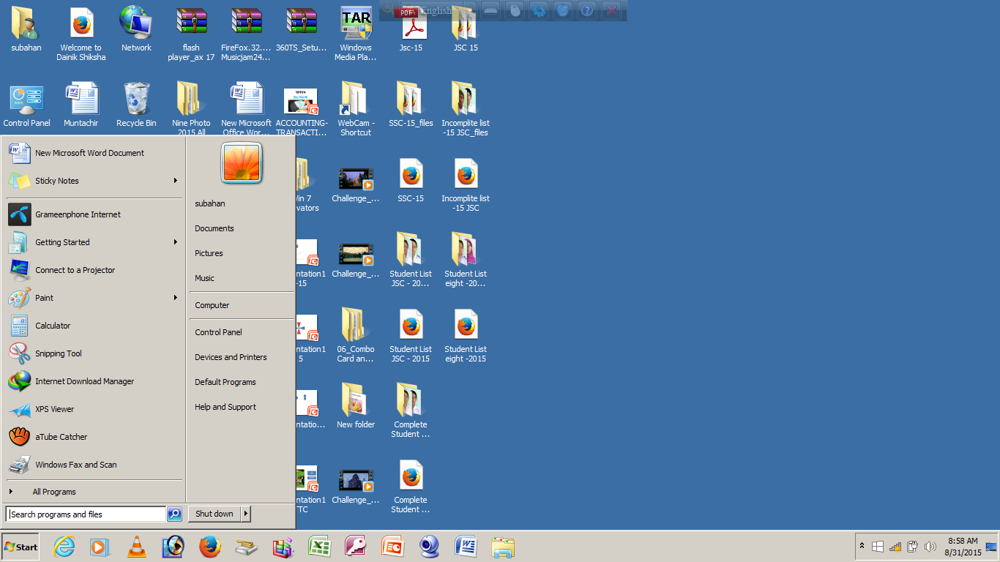 English
subahan
Welcome to
Dainik Shiksha
Network
flash
player_ax 17
FireFox.32....
Musicjam24...
360TS_Setu...
TAR
Windows
Media Pla...
PDF
Jsc-15
JSC 15
Control Panel
Muntachir
Recycle Bin
Nine Photo
2015 All
New Microsoft
Office Wor...
ACCOUNTING-
TRANSACTI...
WebCam -
Shortcut
SSC-15_files
Incomplite list
-15 JSC_files
Win 7
vators
Challenge_...
SSC-15
Incomplite list
-15 JSC
ntation1
-15
Challenge_...
Student List
JSC - 20...
Student List
eight -20...
ntation1
5
06_Combo
Card an...
Student List
JSC - 2015
Student List
eight -2015
ntatio...
New folder
Complete
Student ...
ntation1
TTC
Challenge_...
Complete
Student ...
New Microsoft Word Document
Sticky Notes
Grameenphone Internet
Getting Started
Connect to a Projector
Paint
Calculator
Snipping Tool
Internet Download Manager
XPS Viewer
aTube Catcher
Windows Fax and Scan
All Programs
Search programs and files
subahan
Documents
Pictures
Music
Computer
Control Panel
Devices and Printers
Default Programs
Help and Support
Shut down
Start
8:58 AM
8/31/2015